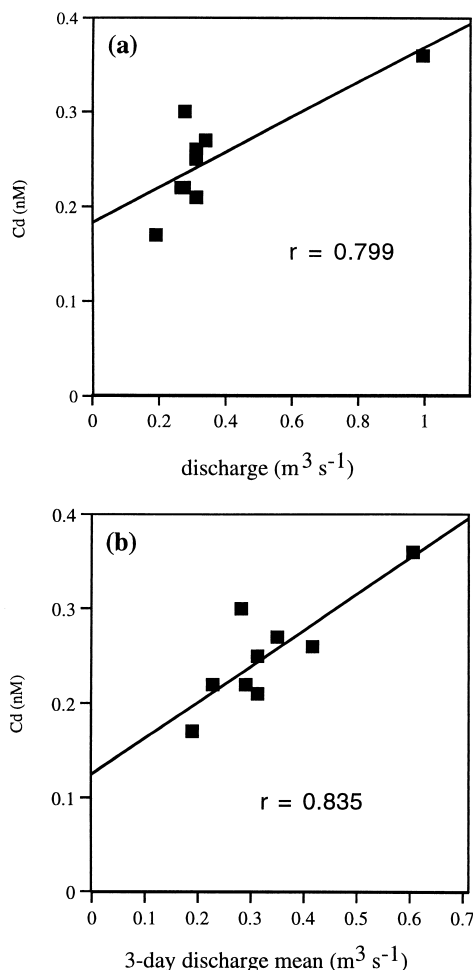 (a)
0.4
0.3
0.2
0.1
0
Cd (nM)
r = 0.799
0 0.2 0.4 0.6 0.8 1
discharge (m³ s⁻¹)
(b)
0.4
0.3
0.2
0.1
0
Cd (nM)
r = 0.835
0 0.1 0.2 0.3 0.4 0.5 0.6 0.7
3-day discharge mean (m³ s⁻¹)